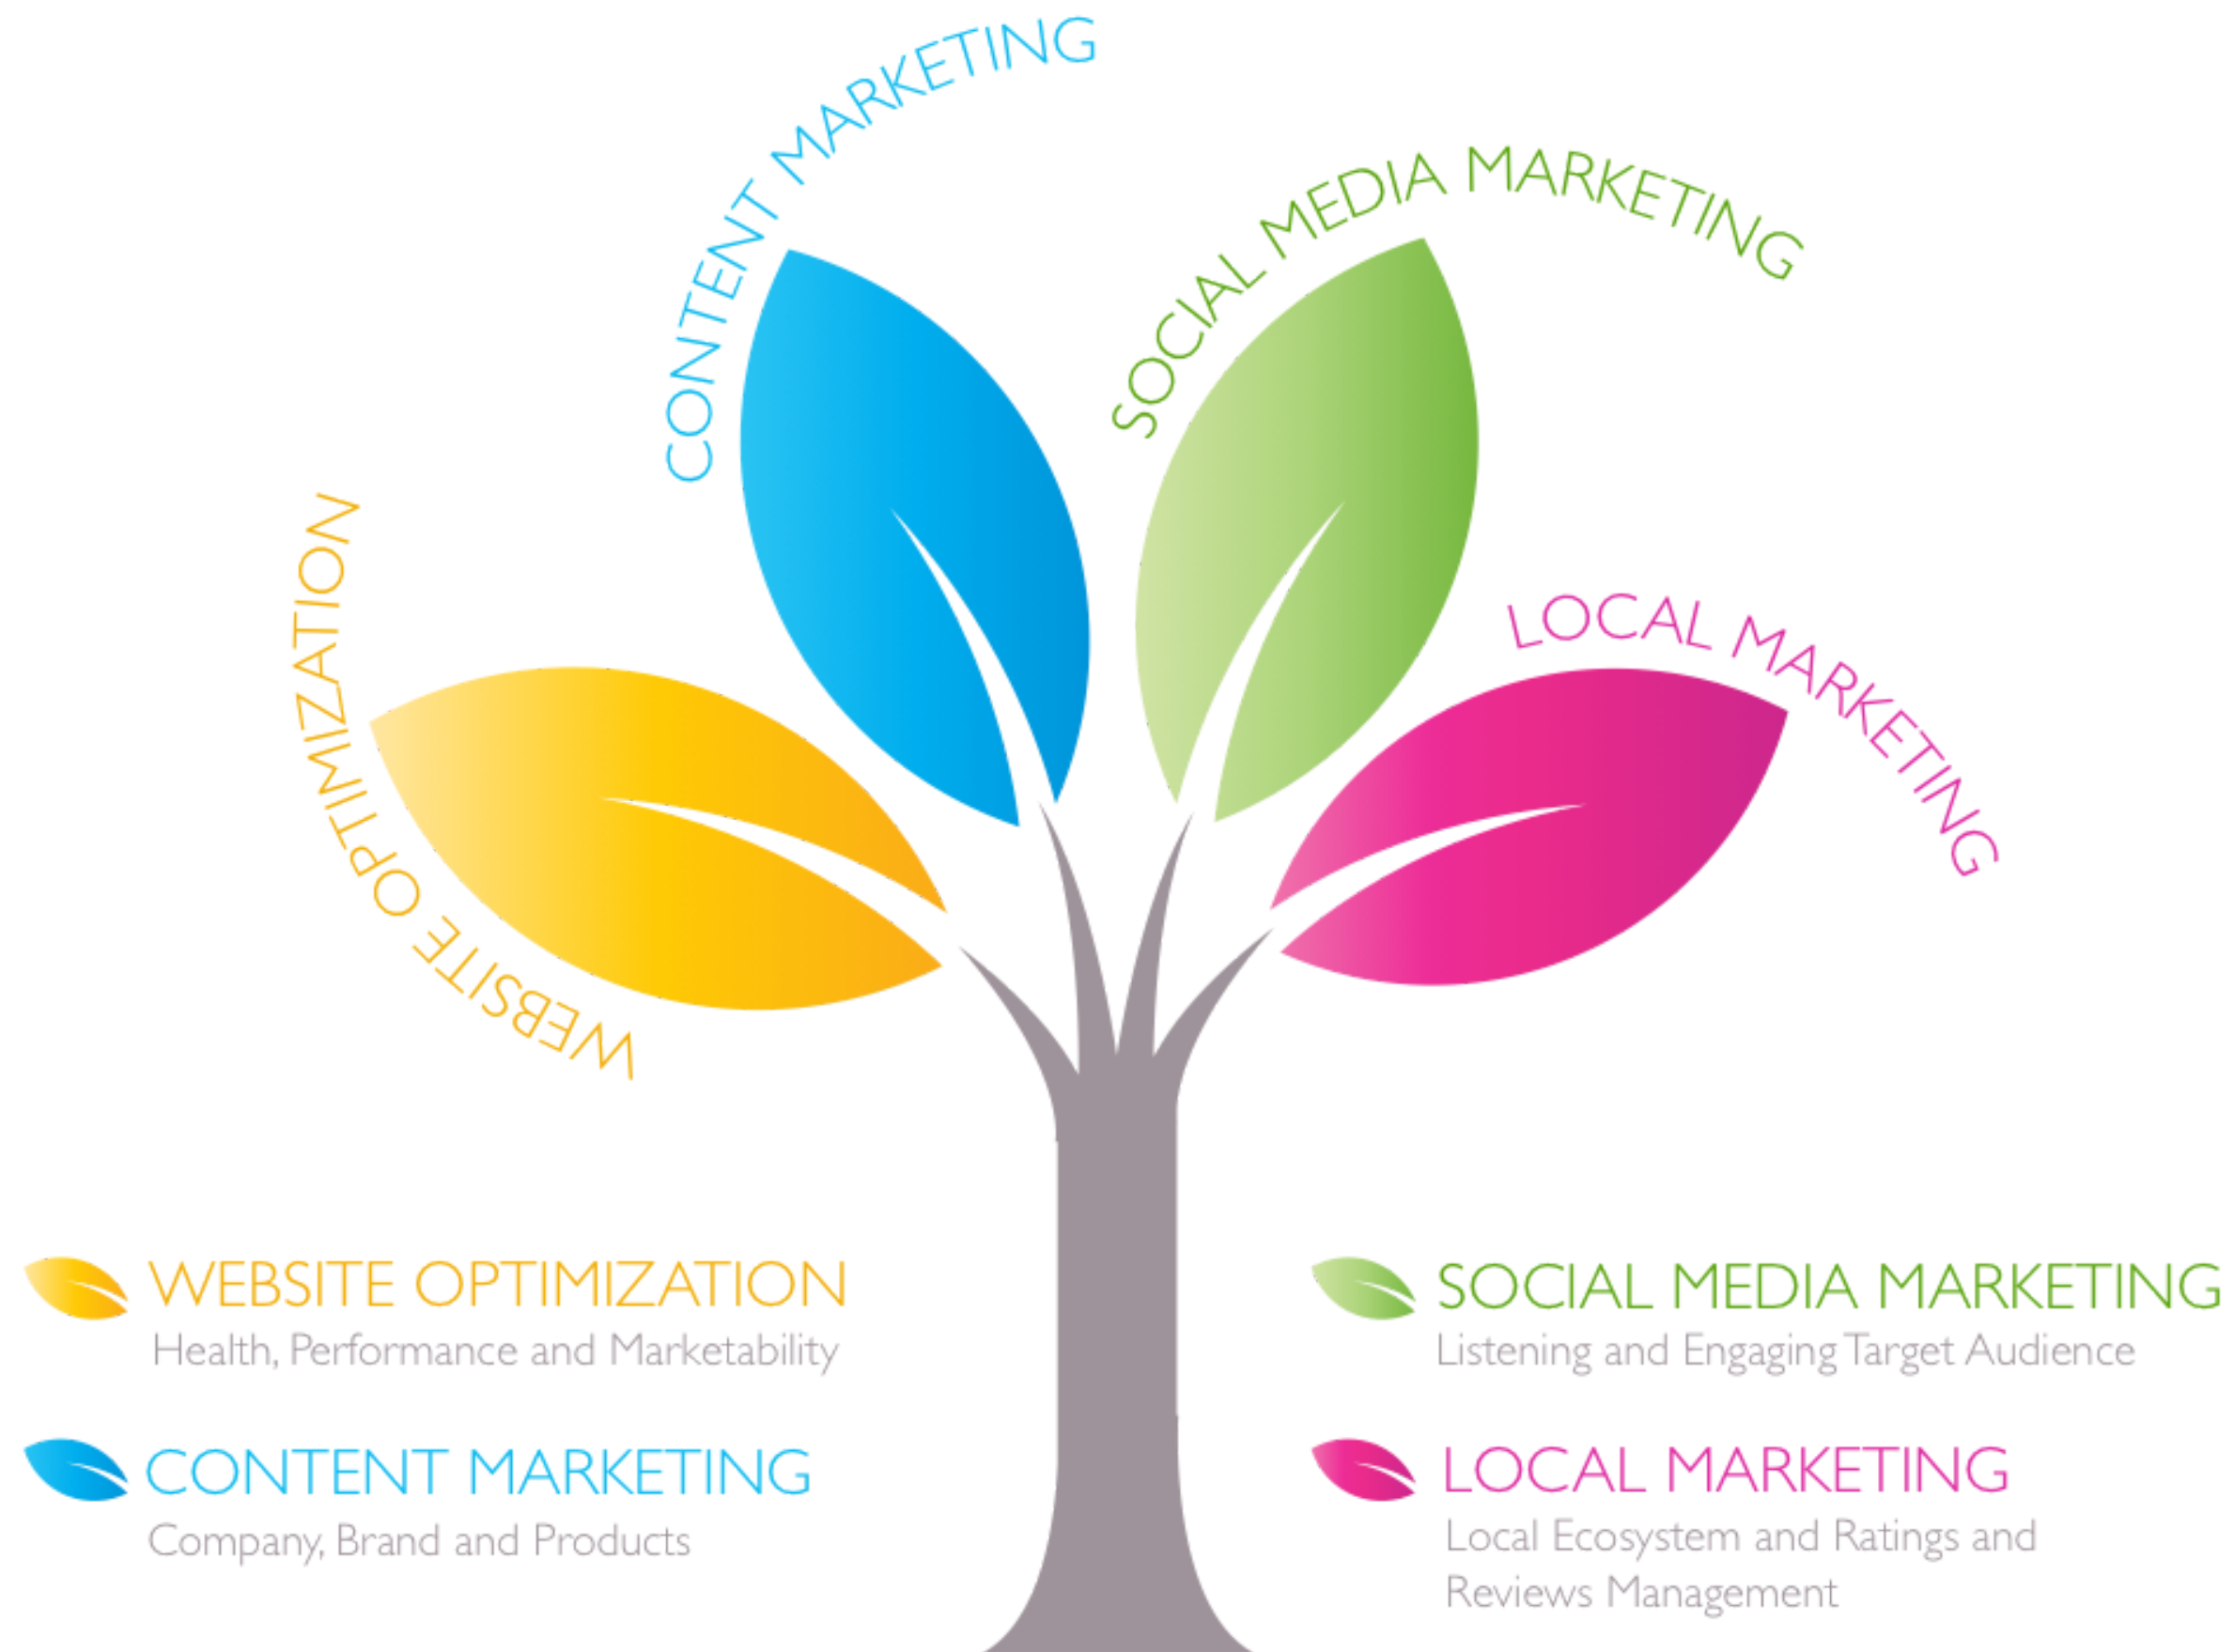 CONTENT MARKETING
SOCIAL MEDIA MARKETING
WEBSITE OPTIMIZATION
LOCAL MARKETING
WEBSITE OPTIMIZATION
Health, Performance and Marketability
CONTENT MARKETING
Company, Brand and Products
SOCIAL MEDIA MARKETING
Listening and Engaging Target Audience
LOCAL MARKETING
Local Ecosystem and Ratings and
Reviews Management